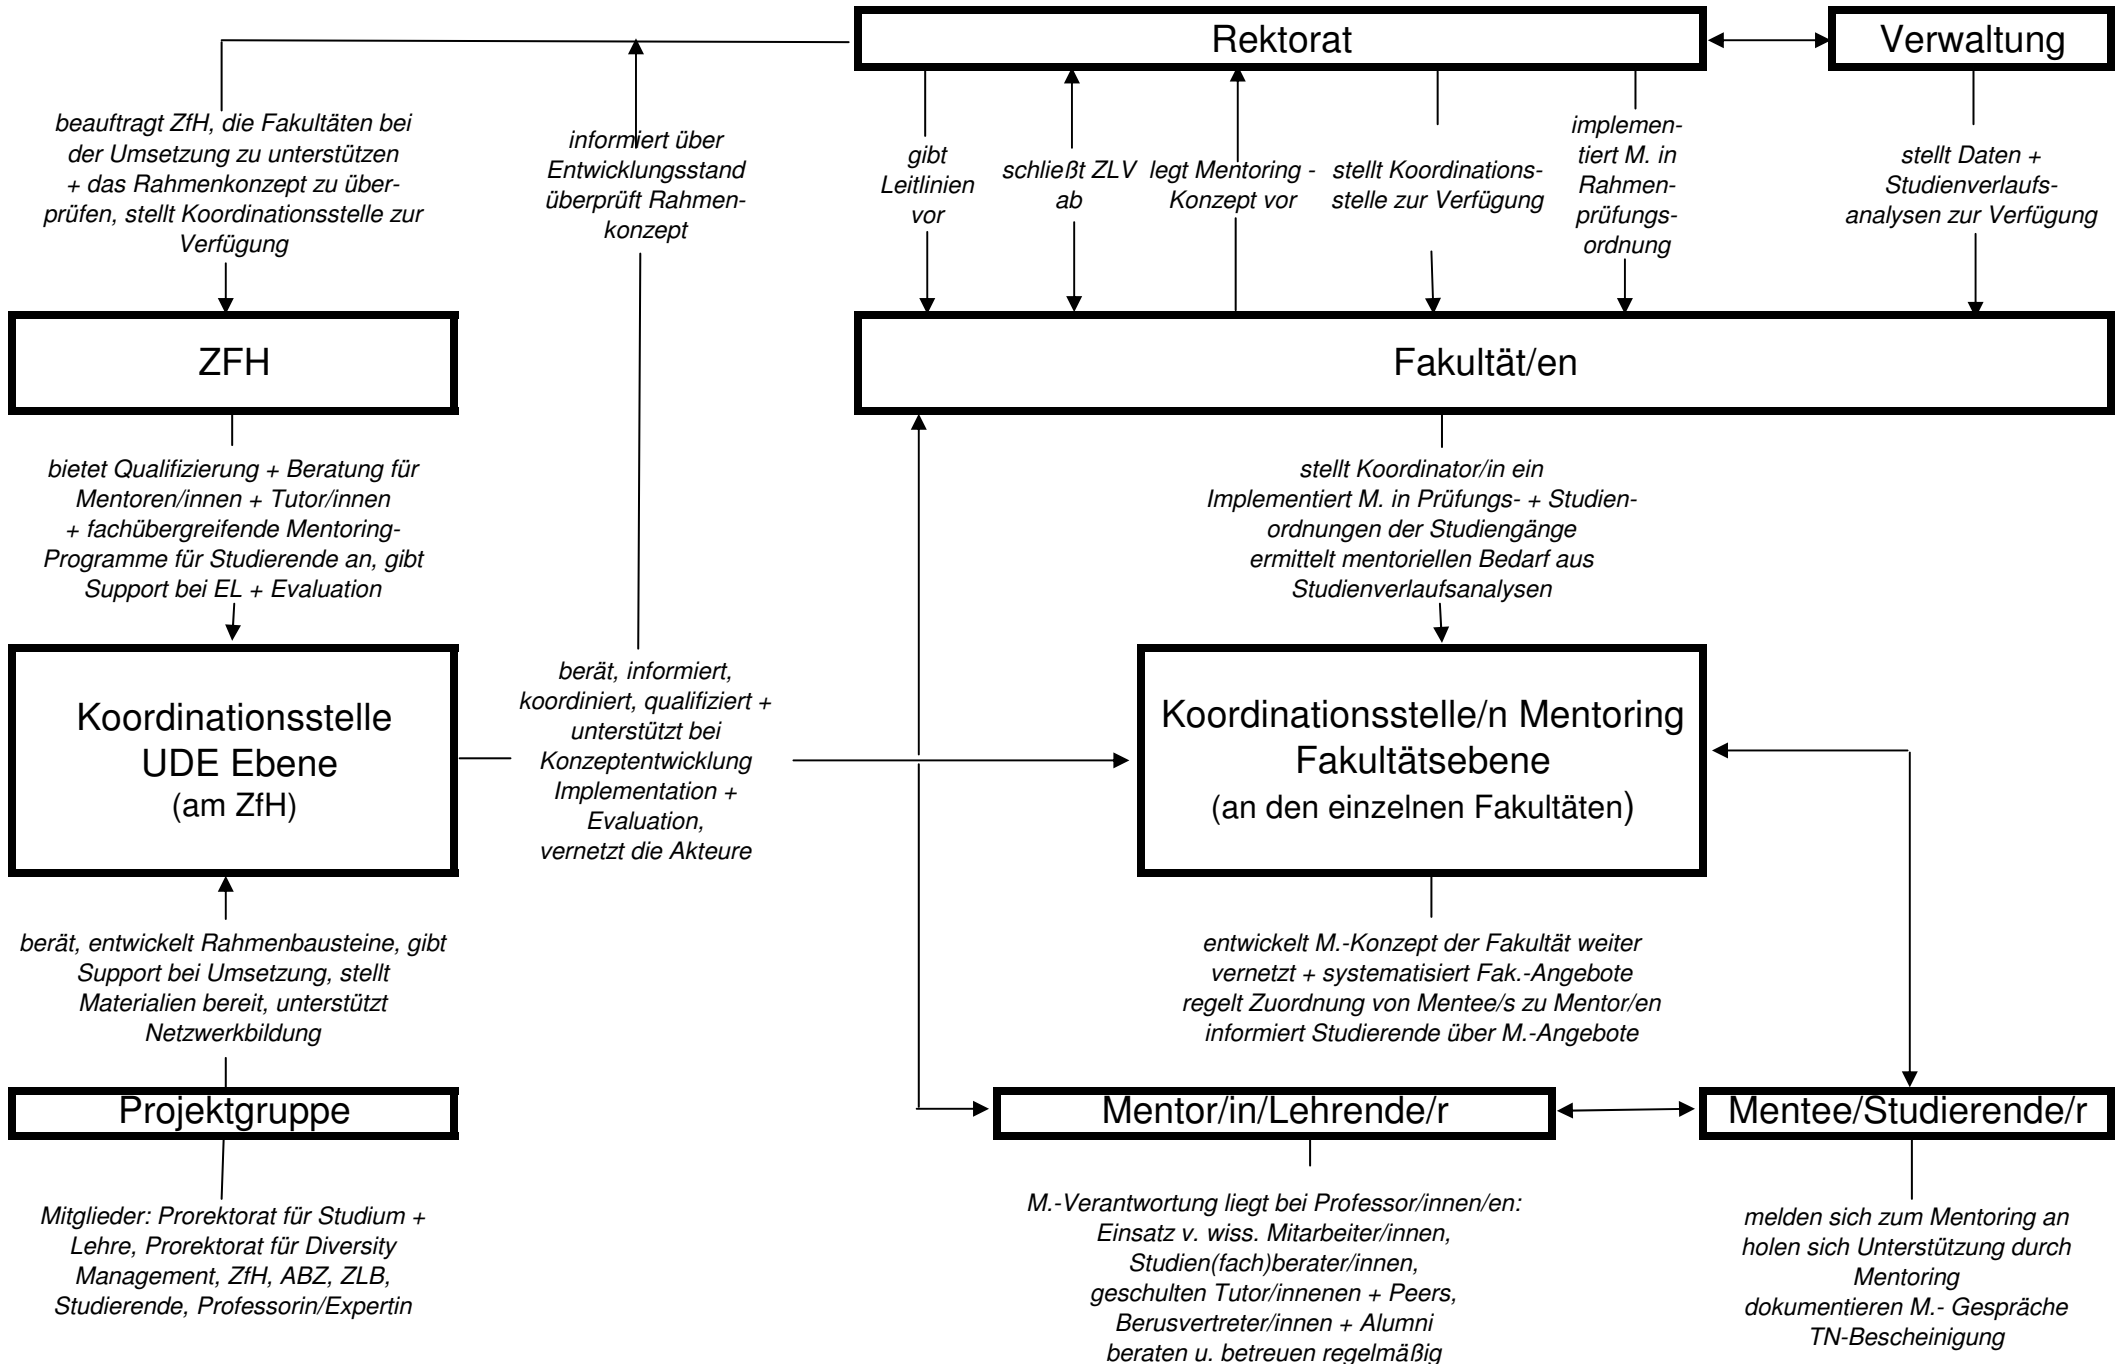 Rektorat
Verwaltung
beauftragt ZfH, die Fakultäten bei
der Umsetzung zu unterstützen
+ das Rahmenkonzept zu über-
prüfen, stellt Koordinationsstelle zur
Verfügung
informiert über
Entwicklungsstand
überprüft Rahmen-
konzept
gibt
Leitlinien
vor
schließt ZLV
ab
legt Mentoring -
Konzept vor
stellt Koordinations-
stelle zur Verfügung
implemen-
tiert M. in
Rahmen-
prüfungs-
ordnung
stellt Daten +
Studienverlaufs-
analysen zur Verfügung
ZFH
Fakultät/en
bietet Qualifizierung + Beratung für
Mentoren/innen + Tutor/innen
+ fachübergreifende Mentoring-
Programme für Studierende an, gibt
Support bei EL + Evaluation
stellt Koordinator/in ein
Implementiert M. in Prüfungs- + Studien-
ordnungen der Studiengänge
ermittelt mentoriellen Bedarf aus
Studienverlaufsanalysen
Koordinationsstelle
UDE Ebene
(am ZfH)
berät, informiert,
koordiniert, qualifiziert +
unterstützt bei
Konzeptentwicklung
Implementation +
Evaluation,
vernetzt die Akteure
Koordinationsstelle/n Mentoring
Fakultätsebene
(an den einzelnen Fakultäten)
berät, entwickelt Rahmenbausteine, gibt
Support bei Umsetzung, stellt
Materialien bereit, unterstützt
Netzwerkbildung
entwickelt M.-Konzept der Fakultät weiter
vernetzt + systematisiert Fak.-Angebote
regelt Zuordnung von Mentee/s zu Mentor/en
informiert Studierende über M.-Angebote
Projektgruppe
Mentor/in/Lehrende/r
Mentee/Studierende/r
Mitglieder: Prorektorat für Studium +
Lehre, Prorektorat für Diversity
Management, ZfH, ABZ, ZLB,
Studierende, Professorin/Expertin
M.-Verantwortung liegt bei Professor/innen/en:
Einsatz v. wiss. Mitarbeiter/innen,
Studien(fach)berater/innen,
geschulten Tutor/innenen + Peers,
Berusvertreter/innen + Alumni
beraten u. betreuen regelmäßig
melden sich zum Mentoring an
holen sich Unterstützung durch
Mentoring
dokumentieren M.- Gespräche
TN-Bescheinigung